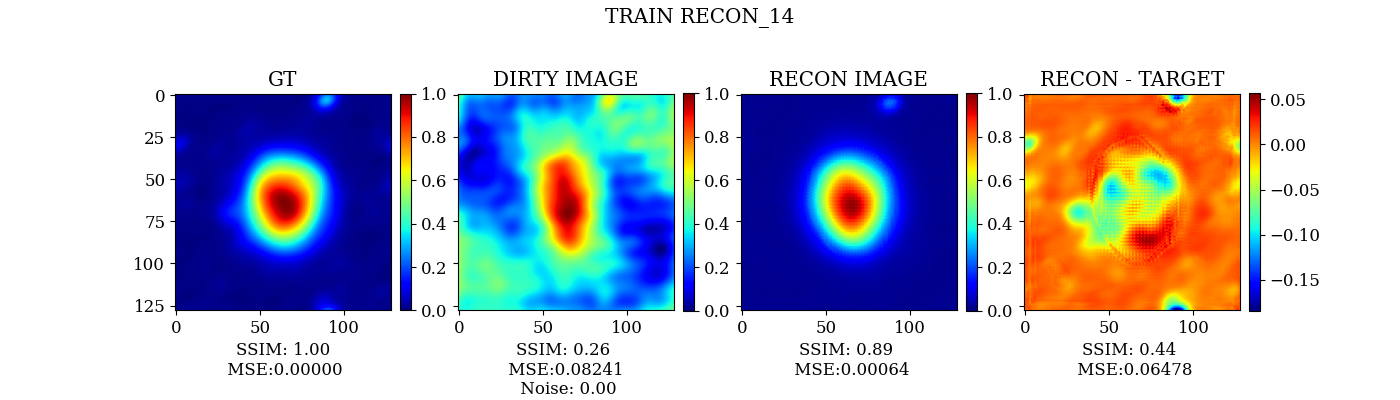 TRAIN RECON_14
GT
DIRTY IMAGE
RECON IMAGE
RECON - TARGET
0
25
50
75
100
125
0
50
100
1.0
0.8
0.6
0.4
0.2
0.0
0
50
100
1.0
0.8
0.6
0.4
0.2
0.0
0
50
100
1.0
0.8
0.6
0.4
0.2
0.0
0
50
100
0.05
0.00
−0.05
−0.10
−0.15
SSIM: 1.00
MSE:0.00000
SSIM: 0.26
MSE:0.08241
Noise: 0.00
SSIM: 0.89
MSE:0.00064
SSIM: 0.44
MSE:0.06478